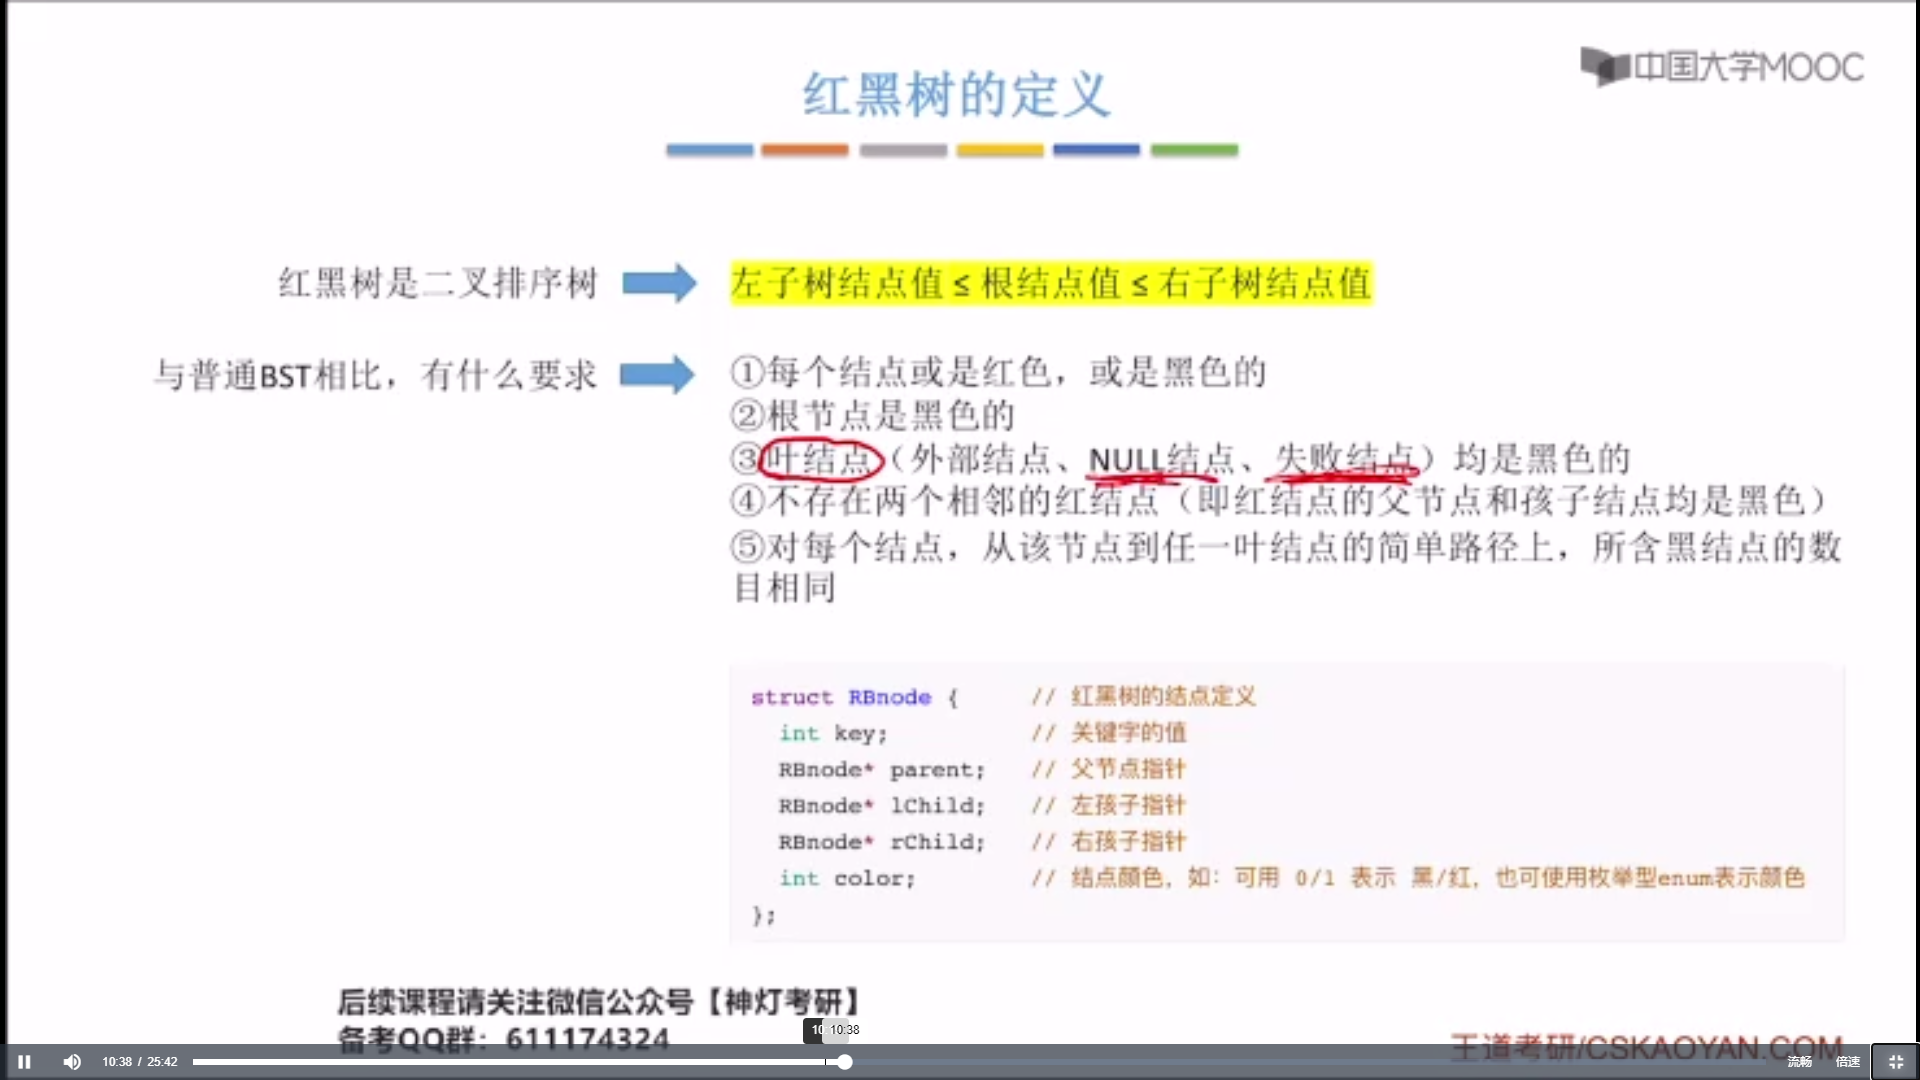 中国大学MOOC
红黑树的定义
红黑树是二叉排序树
左子树结点值 ≤ 根结点值 ≤ 右子树结点值
与普通BST相比，有什么要求
①每个结点或是红色，或是黑色的
②根节点是黑色的
③叶结点（外部结点、NULL结点、失败结点）均是黑色的
④不存在两个相邻的红结点（即红结点的父节点和孩子结点均是黑色）
⑤对每个结点，从该节点到任一叶结点的简单路径上，所含黑结点的数
目相同
struct RBnode { // 红黑树的结点定义
int key; // 关键字的值
RBnode* parent; // 父节点指针
RBnode* lChild; // 左孩子指针
RBnode* rChild; // 右孩子指针
int color; // 结点颜色，如：可用 0/1 表示 黑/红，也可使用枚举型enum表示颜色
};
后续课程请关注微信公众号【神灯考研】
备考QQ群：611174324
10:38
王道考研/CSKAOYAN.COM
10:38 / 25:42
流畅 倍速